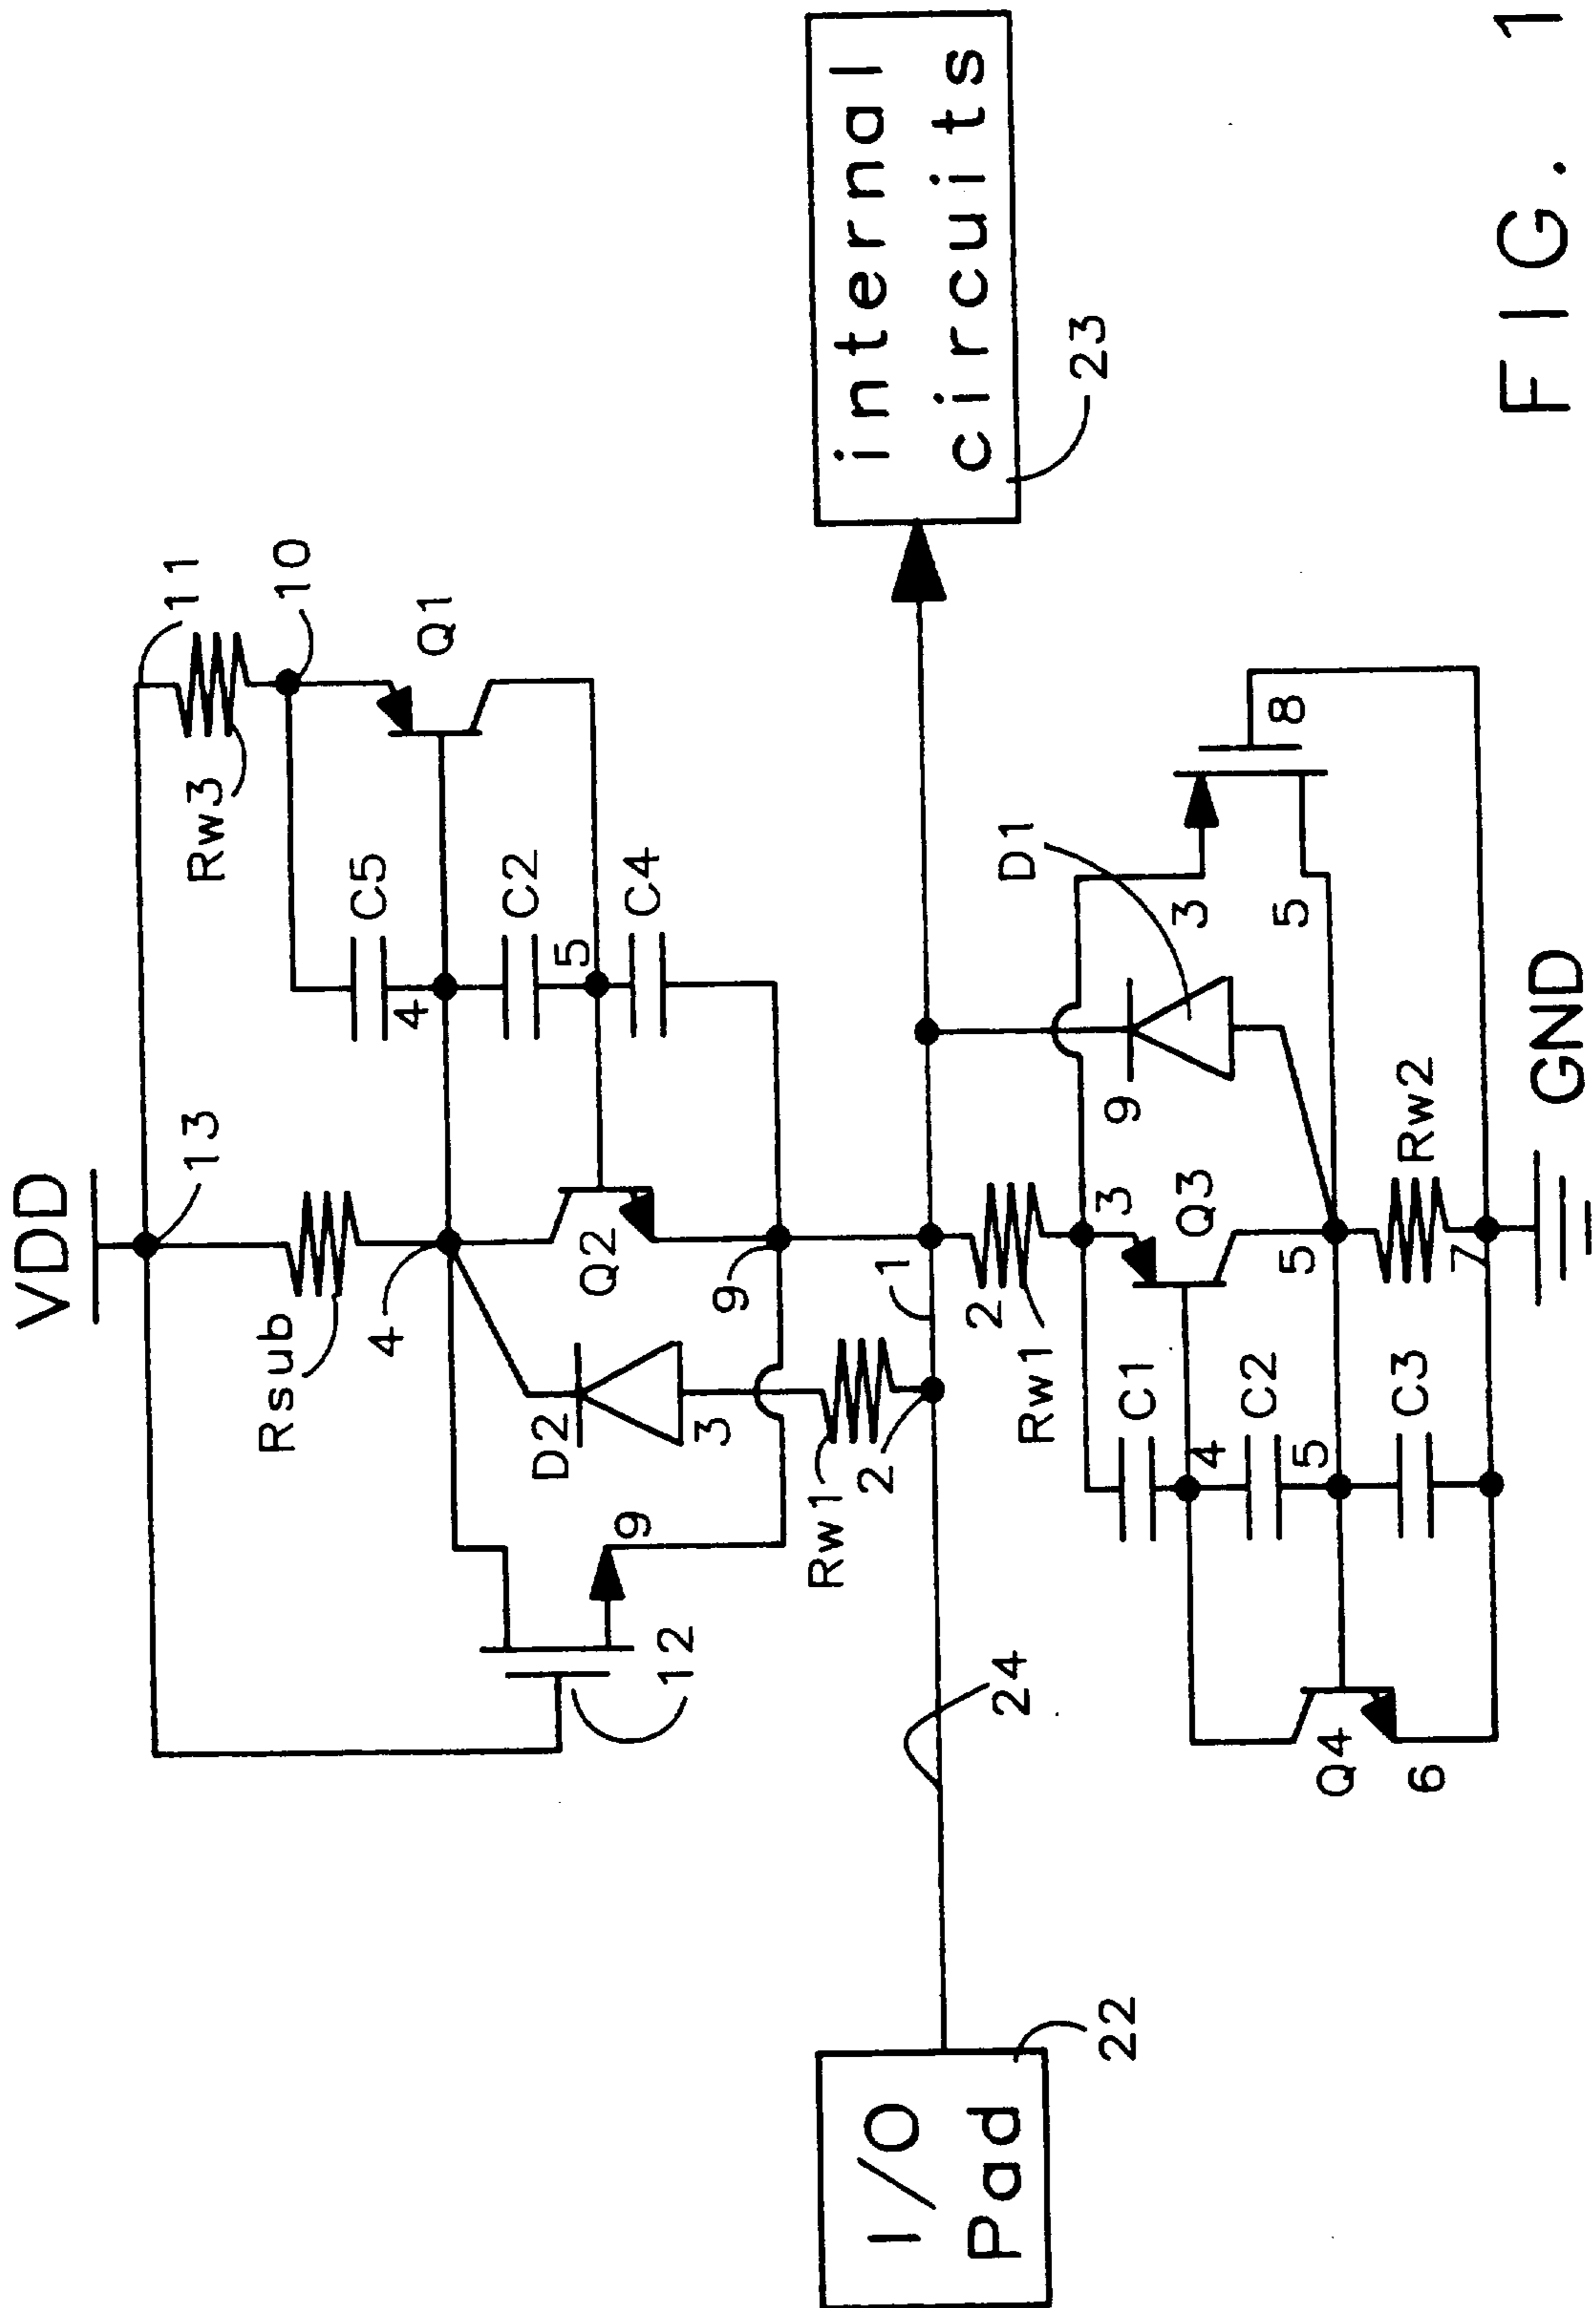 VDD
13
11
Rsub
Rw3
10
4
C5
Q1
4
D2
Q2
C2
5
C4
12
9
3
9
Rw1
2
1
I/O
Pad
22
24
internal
circuits
23
2
Rw1
3
D1
9
3
8
C1
4
Q3
5
C2
5
5
Q4
6
C3
Rw2
7
GND
FIG. 1